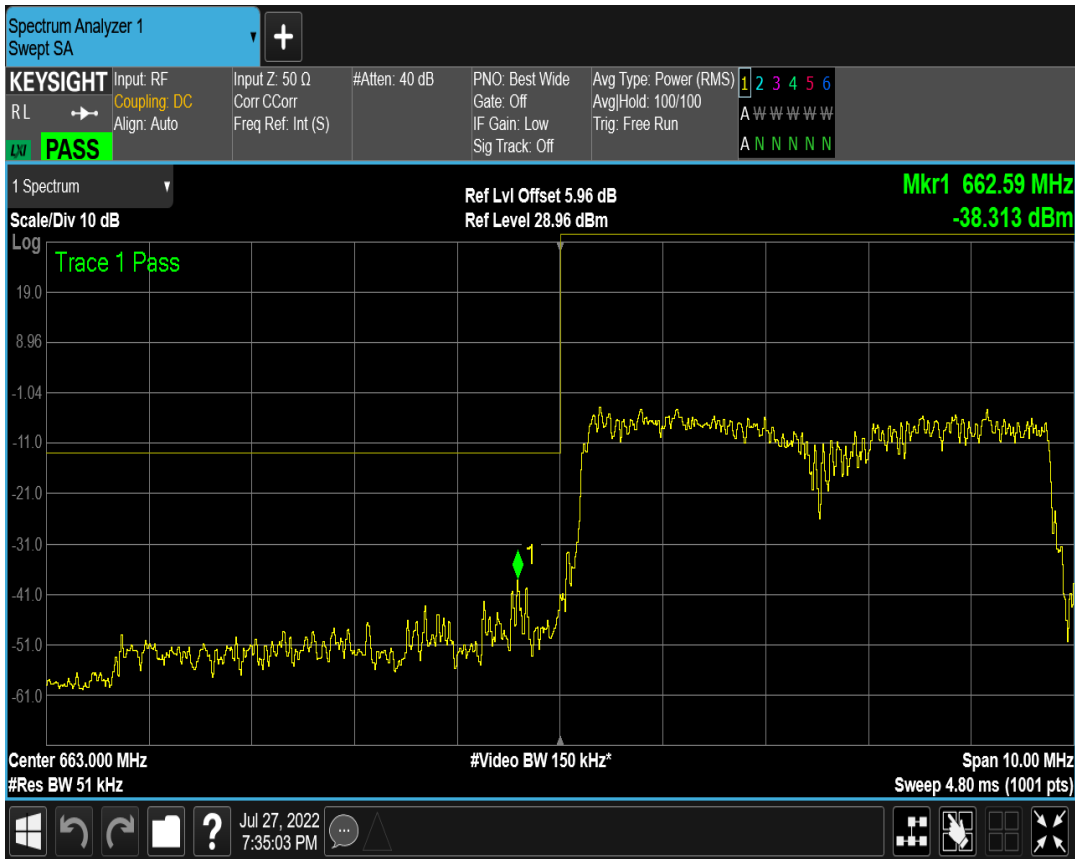 Spectrum Analyzer 1
Swept SA
+
KEYSIGHT
R L
LXI PASS
Input: RF
Coupling: DC
Align: Auto
Input Z: 50 Ω
Corr CCorr
Freq Ref: Int (S)
#Atten: 40 dB
PNO: Best Wide
Gate: Off
IF Gain: Low
Sig Track: Off
Avg Type: Power (RMS)
Avg|Hold: 100/100
Trig: Free Run
1 2 3 4 5 6
A W W W W W
A N N N N N
1 Spectrum
Scale/Div 10 dB
Ref Lvl Offset 5.96 dB
Ref Level 28.96 dBm
Mkr1 662.59 MHz
-38.313 dBm
Log
Trace 1 Pass
19.0
8.96
-1.04
-11.0
-21.0
-31.0
1
-41.0
-51.0
-61.0
Center 663.000 MHz
#Res BW 51 kHz
#Video BW 150 kHz*
Span 10.00 MHz
Sweep 4.80 ms (1001 pts)
?
Jul 27, 2022
7:35:03 PM